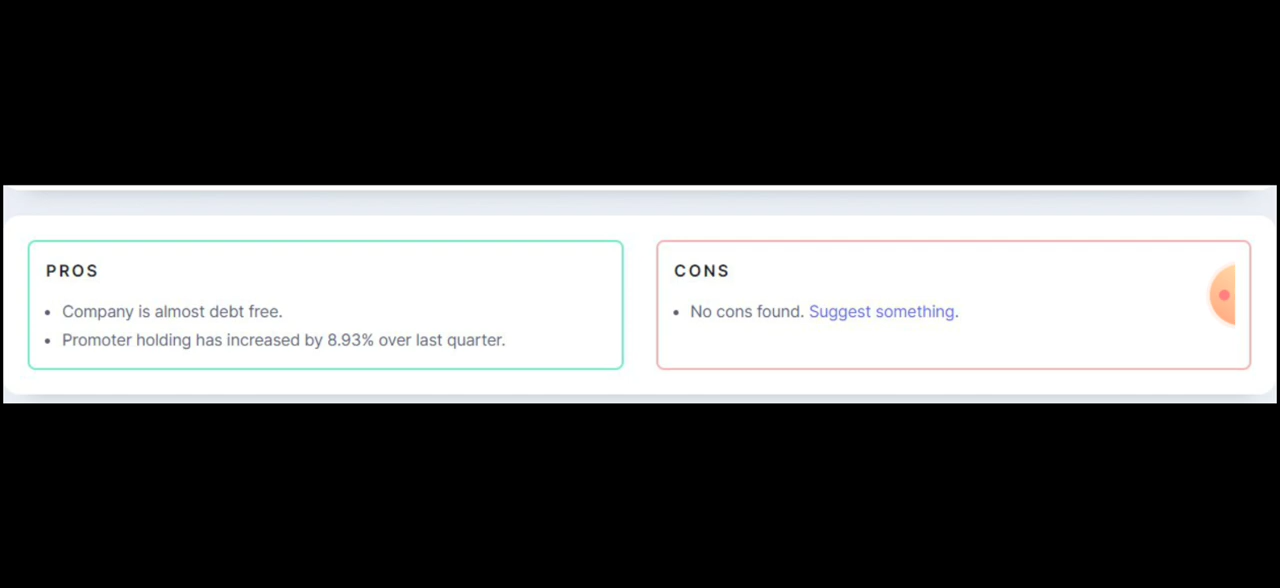 PROS
Company is almost debt free.
Promoter holding has increased by 8.93% over last quarter.
CONS
No cons found. Suggest something.